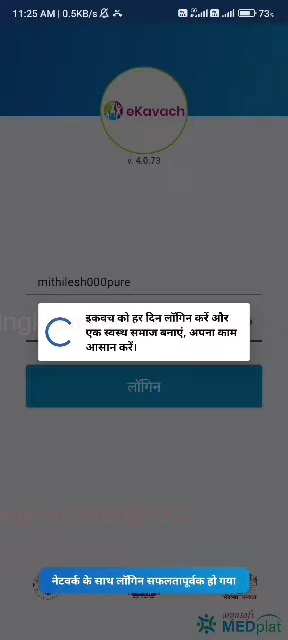 11:25 AM | 0.5KB/s
73
eKavach
v. 4.0.73
mithilesh000pure
इकवच को हर दिन लॉगिन करें और
एक स्वस्थ समाज बनाएं, अपना काम
आसान करें।
लॉगिन
नेटवर्क के साथ लॉगिन सफलतापूर्वक हो गया
argusoft
MEDplat